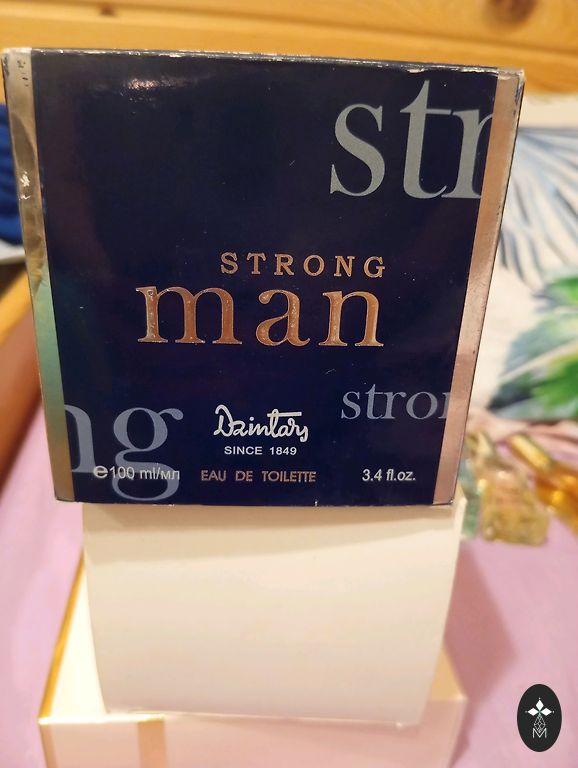 str
STRONG
man
stron
ng
Dzintars
SINCE 1849
℮100 ml/мл EAU DE TOILETTE 3.4 fl.oz.
M